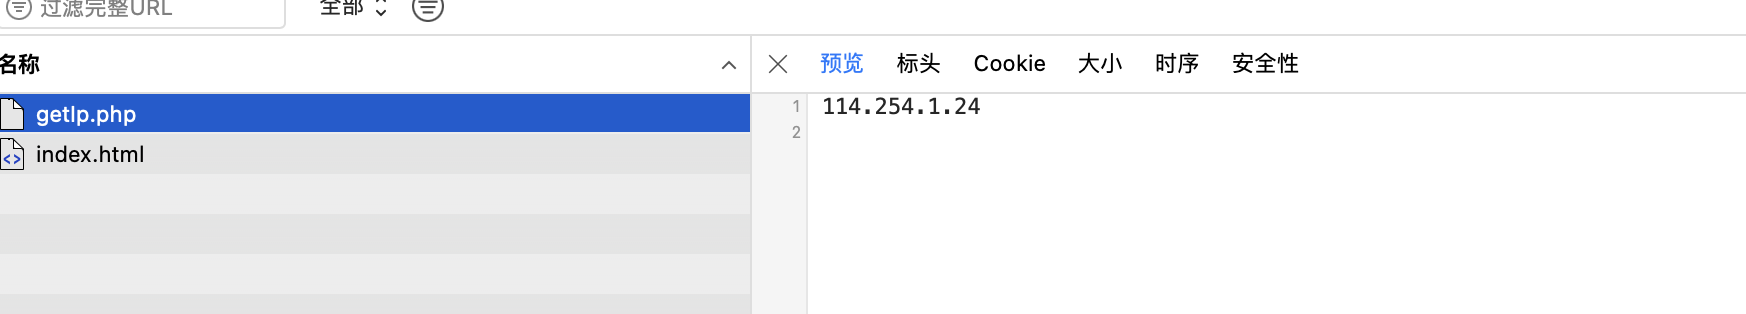 过滤完整URL 全部
名称
预览 标头 Cookie 大小 时序 安全性
getIp.php
index.html
1 114.254.1.24
2